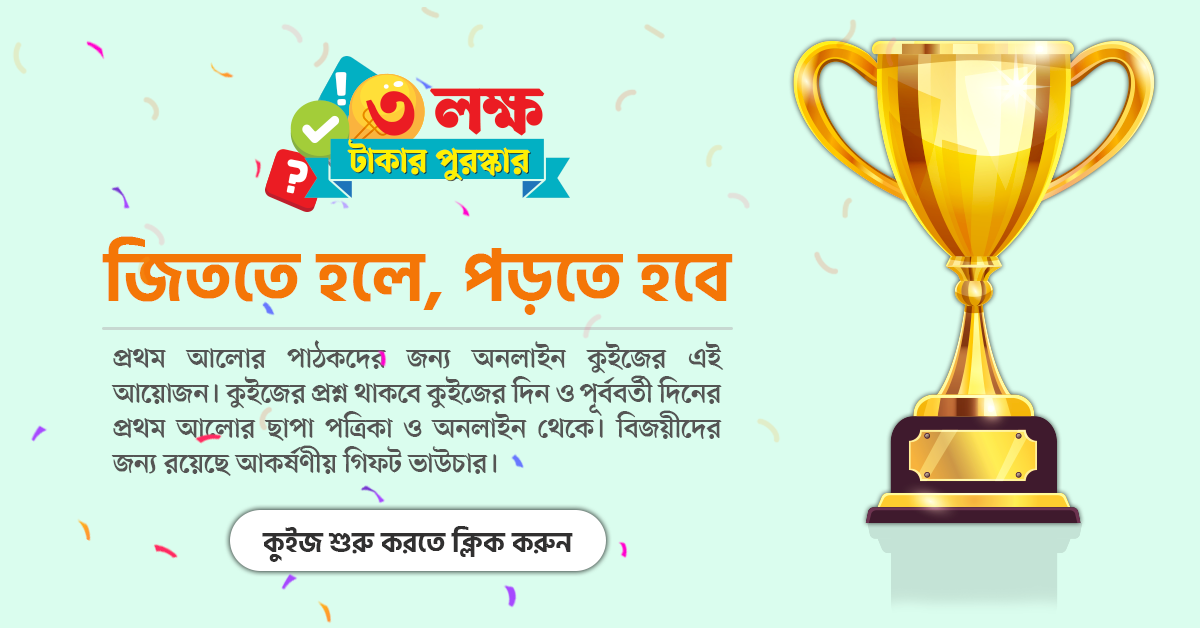 ৩ লক্ষ
টাকার পুরস্কার
জিততে হলে, পড়তে হবে
প্রথম আলোর পাঠকদের জন্য অনলাইন কুইজের এই
আয়োজন। কুইজের প্রশ্ন থাকবে কুইজের দিন ও পূর্ববর্তী দিনের
প্রথম আলোর ছাপা পত্রিকা ও অনলাইন থেকে। বিজয়ীদের
জন্য রয়েছে আকর্ষণীয় গিফট ভাউচার।
কুইজ শুরু করতে ক্লিক করুন